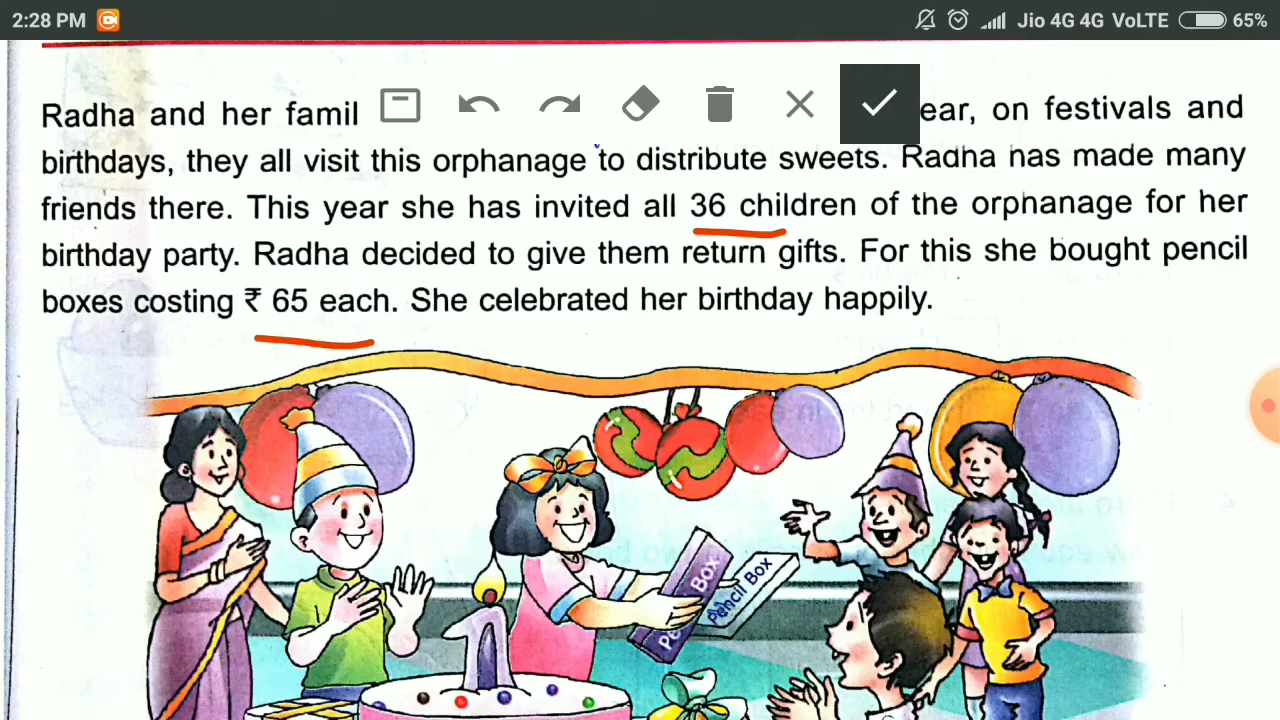 2:28 PM Jio 4G 4G VoLTE 65%
Radha and her famil ear, on festivals and
birthdays, they all visit this orphanage to distribute sweets. Radha has made many
friends there. This year she has invited all 36 children of the orphanage for her
birthday party. Radha decided to give them return gifts. For this she bought pencil
boxes costing ₹ 65 each. She celebrated her birthday happily.
Box
Pencil Box
1